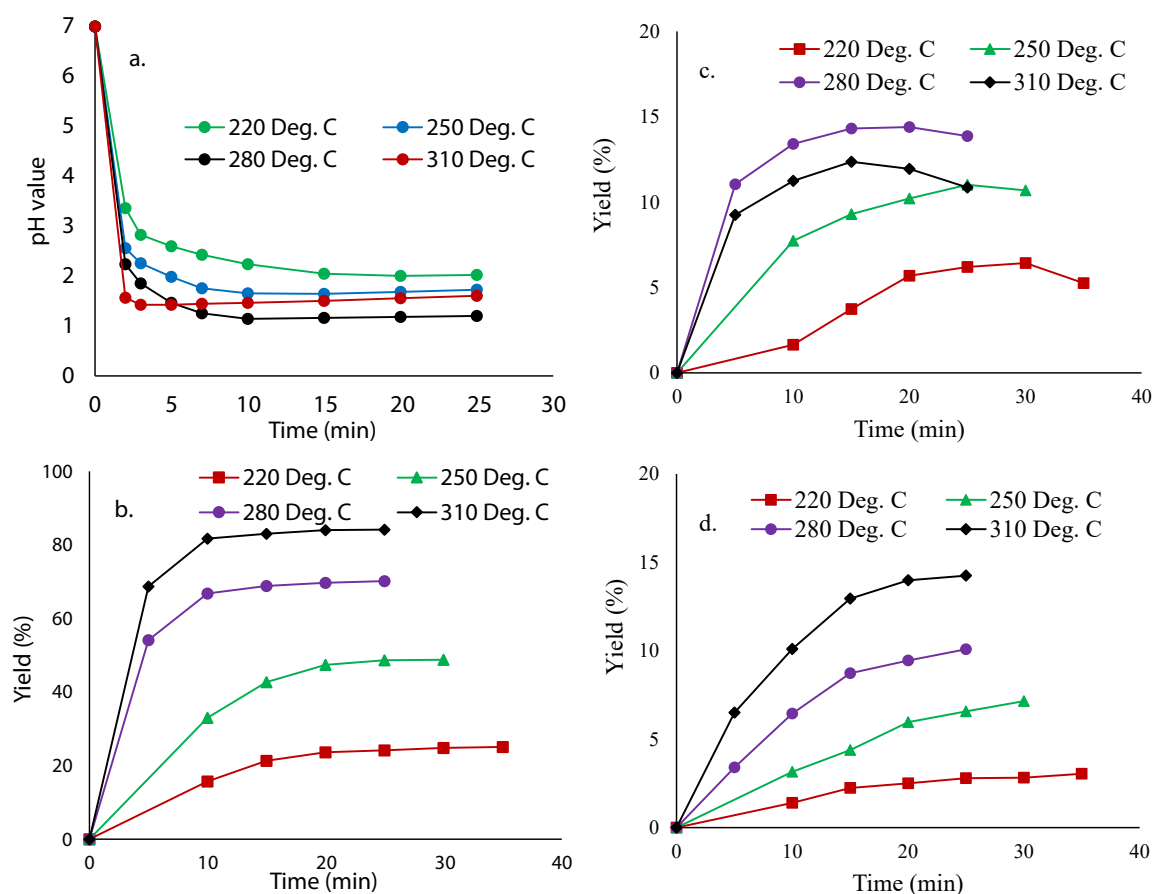 a.
220 Deg. C 250 Deg. C
280 Deg. C 310 Deg. C
pH value
7
6
5
4
3
2
1
0
0 5 10 15 20 25 30
Time (min)
c.
220 Deg. C 250 Deg. C
280 Deg. C 310 Deg. C
Yield (%)
20
15
10
5
0
0 10 20 30 40
Time (min)
b.
220 Deg. C 250 Deg. C
280 Deg. C 310 Deg. C
Yield (%)
100
80
60
40
20
0
0 10 20 30 40
Time (min)
d.
220 Deg. C 250 Deg. C
280 Deg. C 310 Deg. C
Yield (%)
20
15
10
5
0
0 10 20 30 40
Time (min)